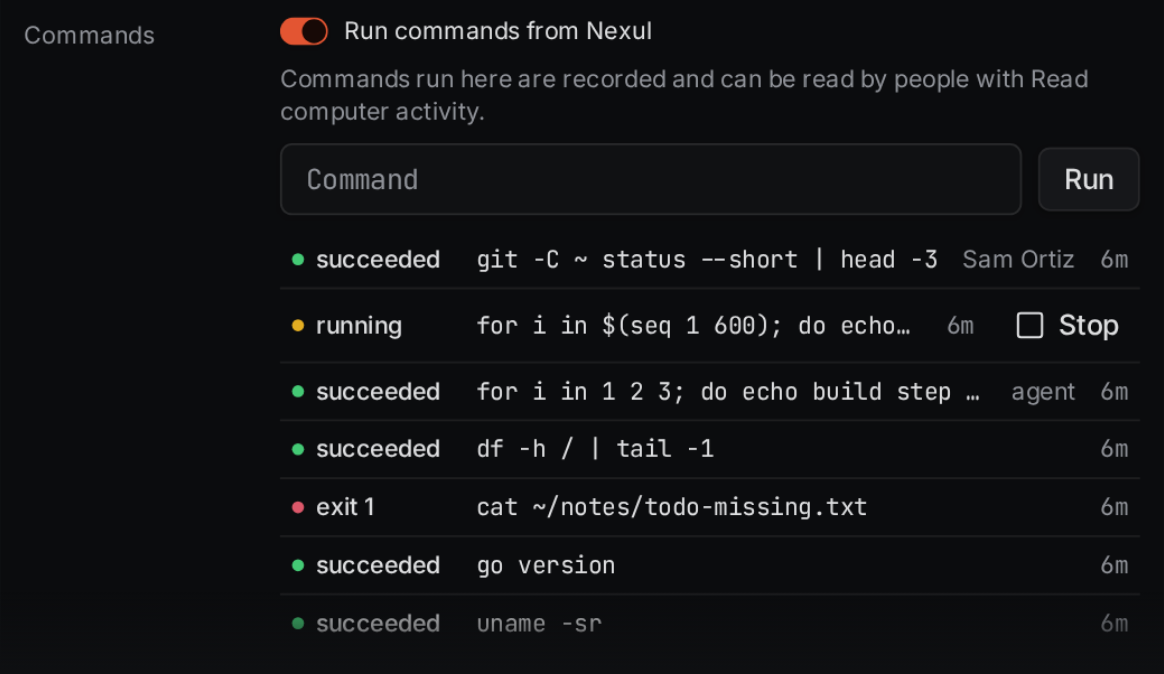 Commands
Run commands from Nexul
Commands run here are recorded and can be read by people with Read
computer activity.
Command
Run
succeeded git -C ~ status --short | head -3 Sam Ortiz 6m
running for i in $(seq 1 600); do echo… 6m Stop
succeeded for i in 1 2 3; do echo build step … agent 6m
succeeded df -h / | tail -1 6m
exit 1 cat ~/notes/todo-missing.txt 6m
succeeded go version 6m
succeeded uname -sr 6m